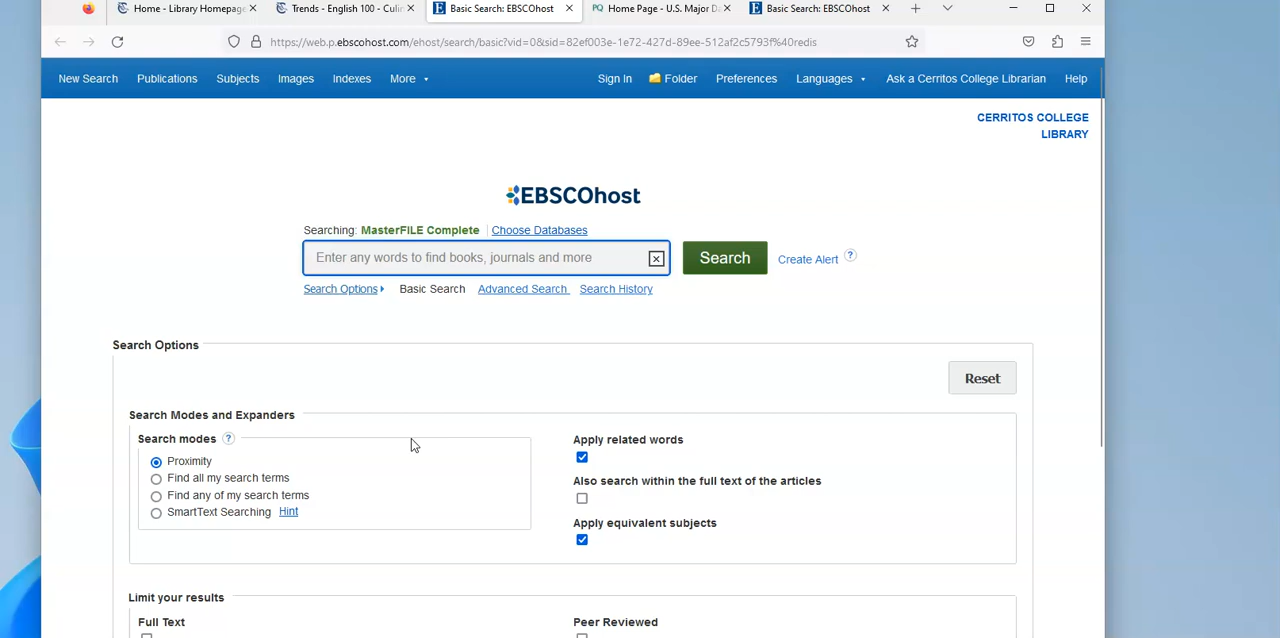 Home - Library Homepage
Trends - English 100 - Culin
Basic Search: EBSCOhost
PQ Home Page - U.S. Major Da
Basic Search: EBSCOhost
https://web.p.ebscohost.com/ehost/search/basic?vid=0&sid=82ef003e-1e72-427d-89ee-512af2c5793f%40redis
New Search Publications Subjects Images Indexes More Sign In Folder Preferences Languages Ask a Cerritos College Librarian Help
CERRITOS COLLEGE
LIBRARY
EBSCOhost
Searching: MasterFILE Complete Choose Databases
Enter any words to find books, journals and more
Search
Create Alert ?
Search Options Basic Search Advanced Search Search History
Search Options
Reset
Search Modes and Expanders
Search modes ?
Proximity
Find all my search terms
Find any of my search terms
SmartText Searching Hint
Apply related words
Also search within the full text of the articles
Apply equivalent subjects
Limit your results
Full Text
Peer Reviewed